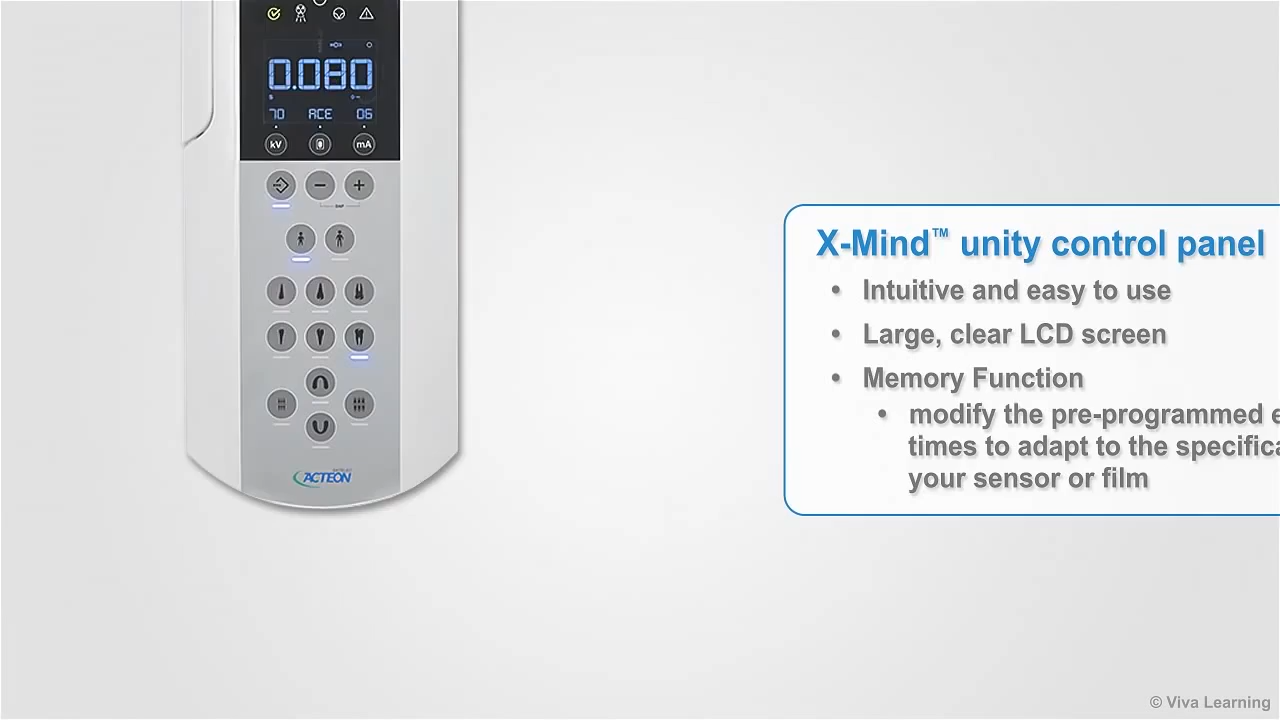 0.080
70 ACE 06
kV mA
− +
ACTEON
X-Mind™ unity control panel
• Intuitive and easy to use
• Large, clear LCD screen
• Memory Function
• modify the pre-programmed e
times to adapt to the specifica
your sensor or film
© Viva Learning